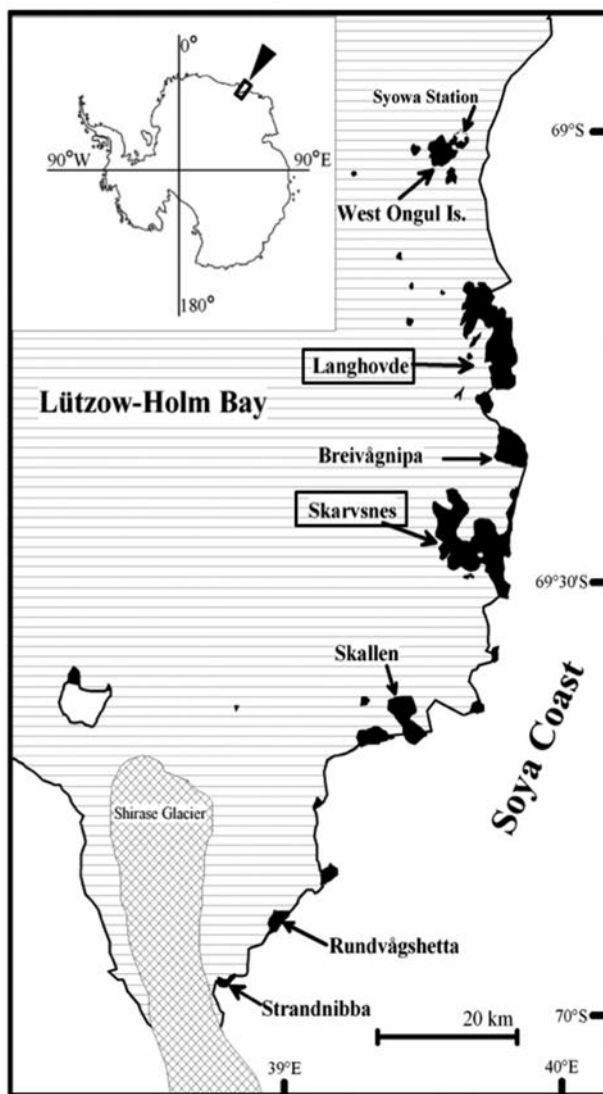 0°
Syowa Station
69°S
90°W
90°E
West Ongul Is.
180°
Langhovde
Lützow-Holm Bay
Breivågnipa
Skarvsnes
69°30'S
Skallen
Soya Coast
Shirase Glacier
Rundvågshetta
Strandnibba
20 km
70°S
39°E
40°E